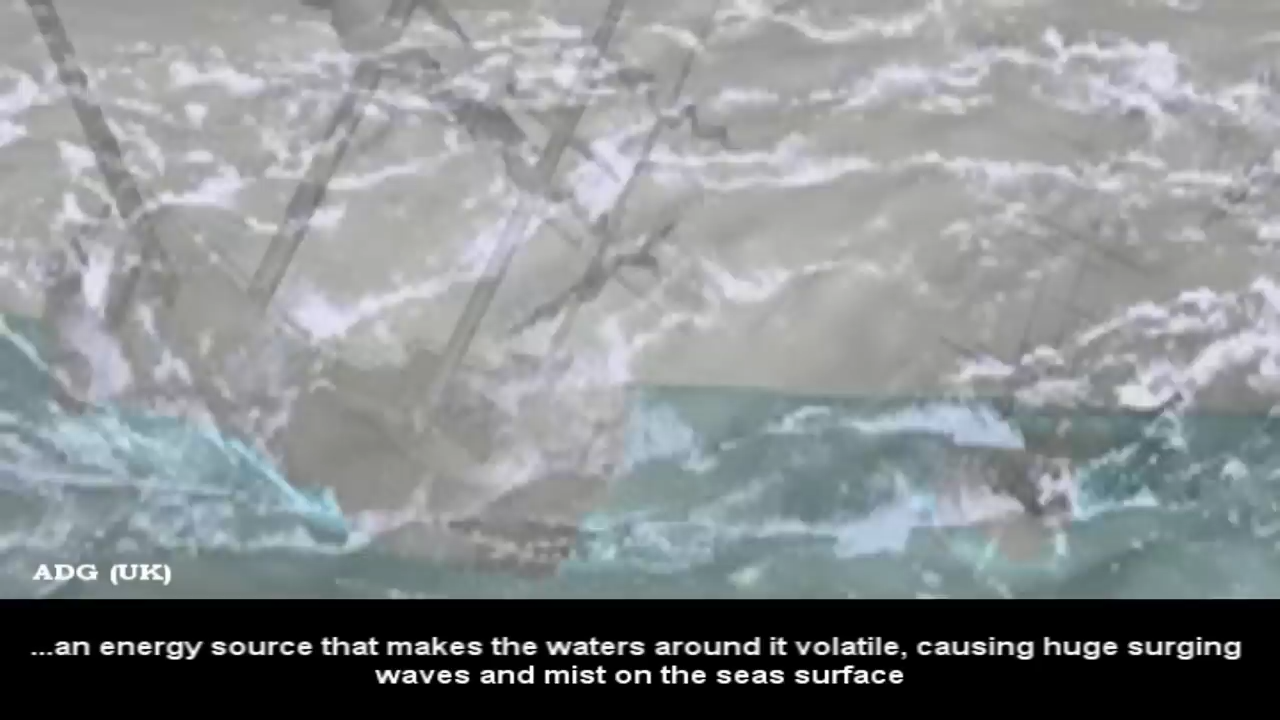 ADG (UK)
...an energy source that makes the waters around it volatile, causing huge surging
waves and mist on the seas surface